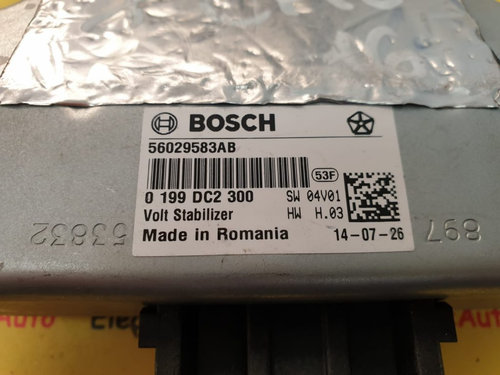 BOSCH
56029583AB
53F
0 199 DC2 300 SW 04V01
Volt Stabilizer HW H.03
Made in Romania 14-07-26
53832 897
Auto